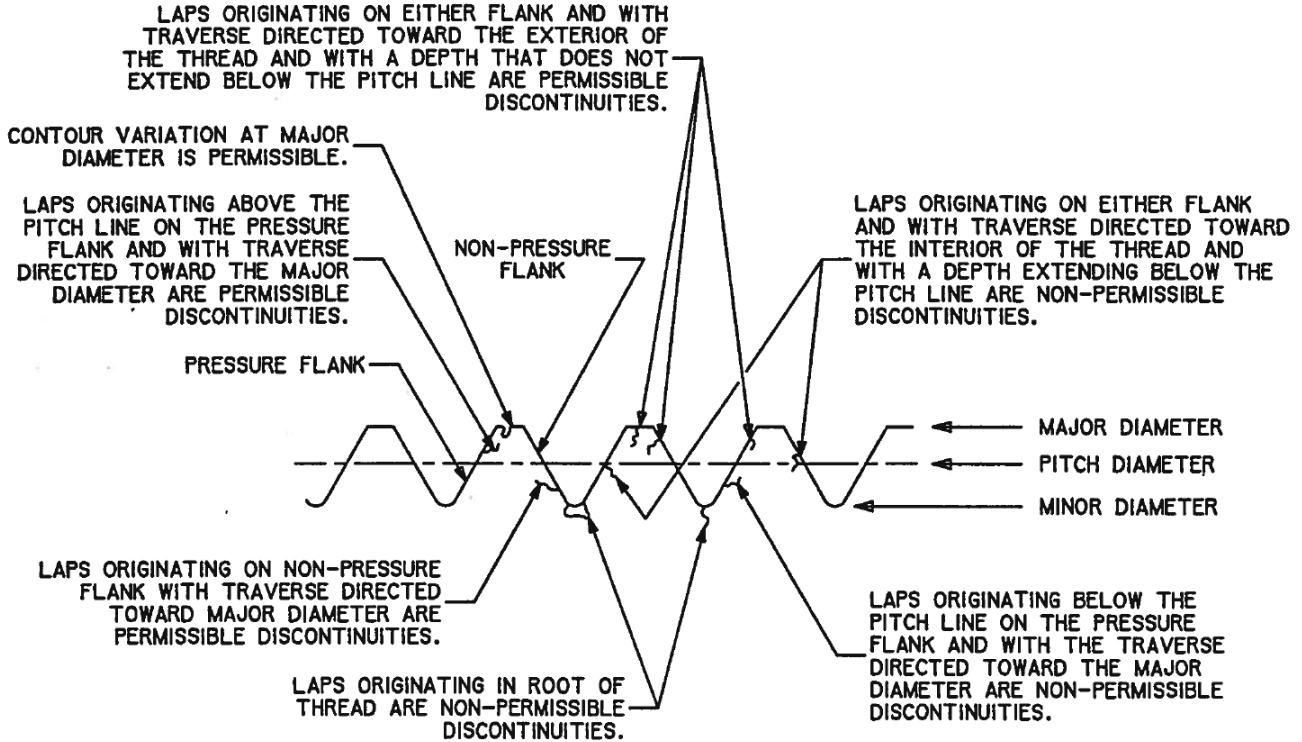 LAPS ORIGINATING ON EITHER FLANK AND WITH
TRAVERSE DIRECTED TOWARD THE EXTERIOR OF
THE THREAD AND WITH A DEPTH THAT DOES NOT
EXTEND BELOW THE PITCH LINE ARE PERMISSIBLE
DISCONTINUITIES.
CONTOUR VARIATION AT MAJOR
DIAMETER IS PERMISSIBLE.
LAPS ORIGINATING ABOVE THE
PITCH LINE ON THE PRESSURE
FLANK AND WITH TRAVERSE
DIRECTED TOWARD THE MAJOR
DIAMETER ARE PERMISSIBLE
DISCONTINUITIES.
NON-PRESSURE
FLANK
LAPS ORIGINATING ON EITHER FLANK
AND WITH TRAVERSE DIRECTED TOWARD
THE INTERIOR OF THE THREAD AND
WITH A DEPTH EXTENDING BELOW THE
PITCH LINE ARE NON-PERMISSIBLE
DISCONTINUITIES.
PRESSURE FLANK
MAJOR DIAMETER
PITCH DIAMETER
MINOR DIAMETER
LAPS ORIGINATING ON NON-PRESSURE
FLANK WITH TRAVERSE DIRECTED
TOWARD MAJOR DIAMETER ARE
PERMISSIBLE DISCONTINUITIES.
LAPS ORIGINATING BELOW THE
PITCH LINE ON THE PRESSURE
FLANK AND WITH THE TRAVERSE
DIRECTED TOWARD THE MAJOR
DIAMETER ARE NON-PERMISSIBLE
DISCONTINUITIES.
LAPS ORIGINATING IN ROOT OF
THREAD ARE NON-PERMISSIBLE
DISCONTINUITIES.